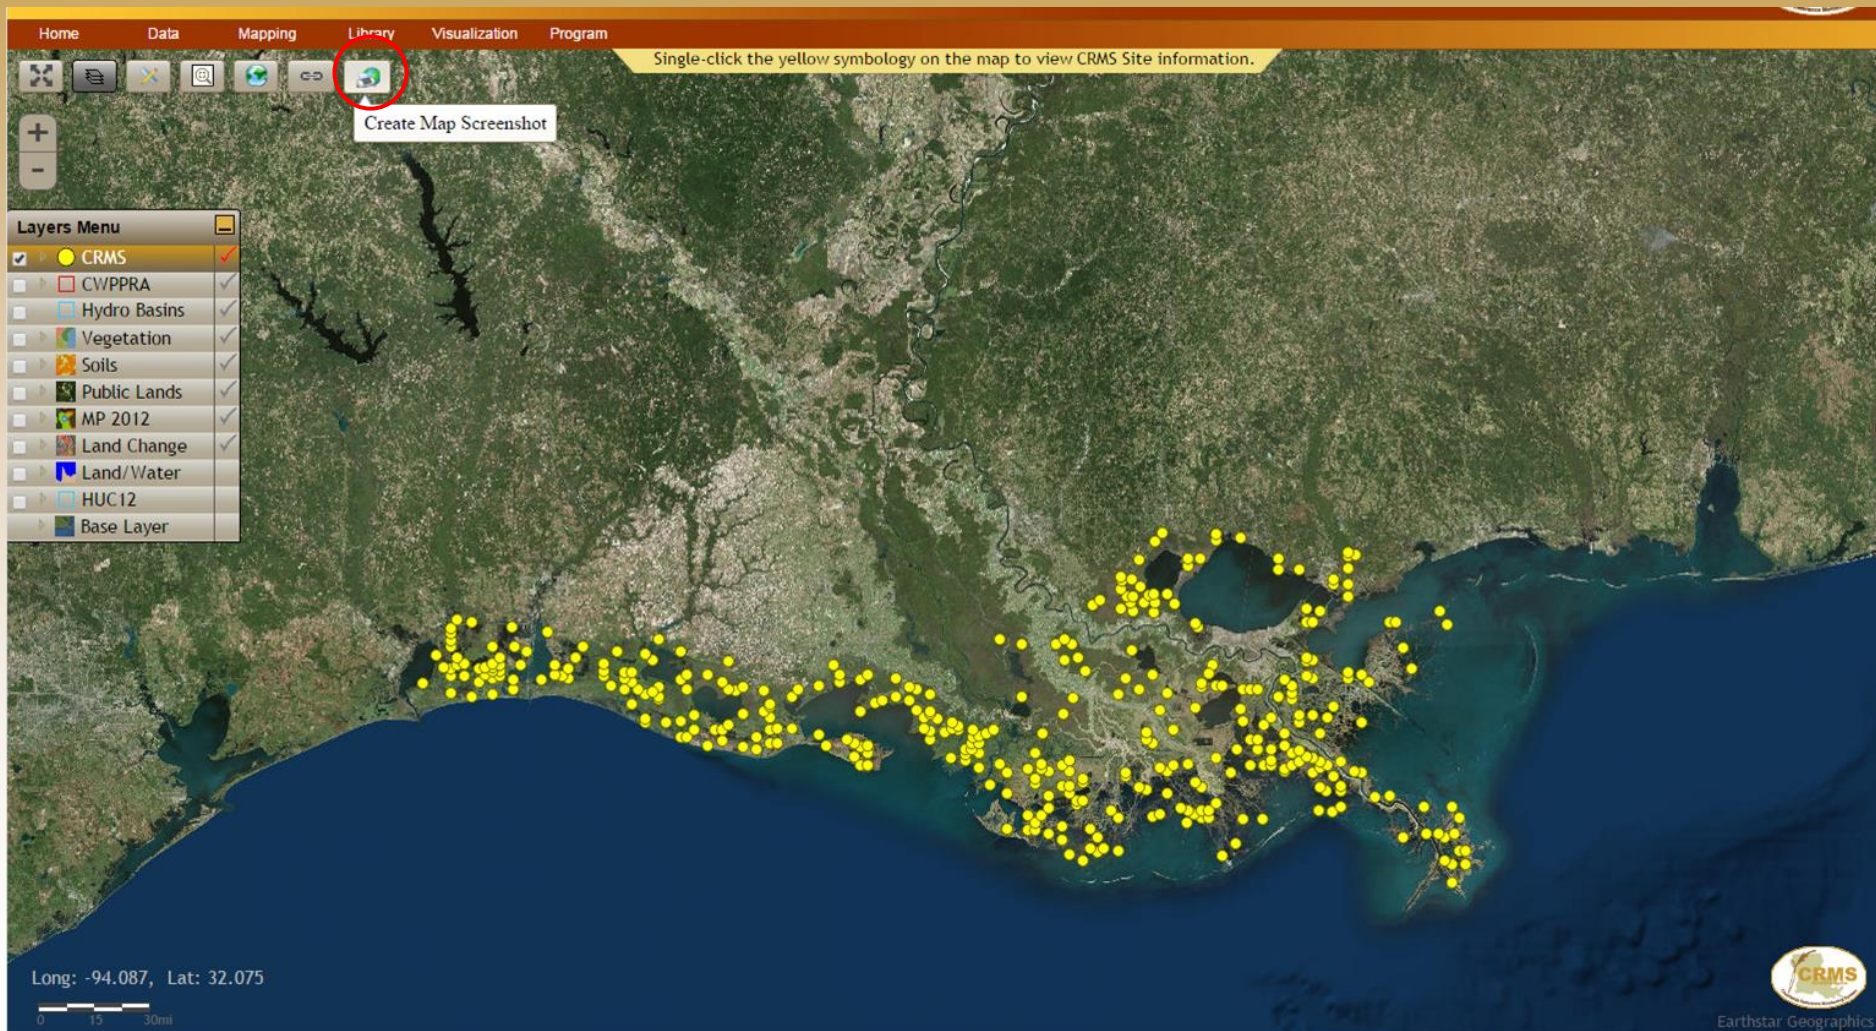 Home Data Mapping Library Visualization Program
Single-click the yellow symbology on the map to view CRMS Site information.
Create Map Screenshot
+
-
Layers Menu
CRMS
CWPPRA
Hydro Basins
Vegetation
Soils
Public Lands
MP 2012
Land Change
Land/Water
HUC12
Base Layer
Long: -94.087, Lat: 32.075
0 15 30mi
CRMS
Earthstar Geographics